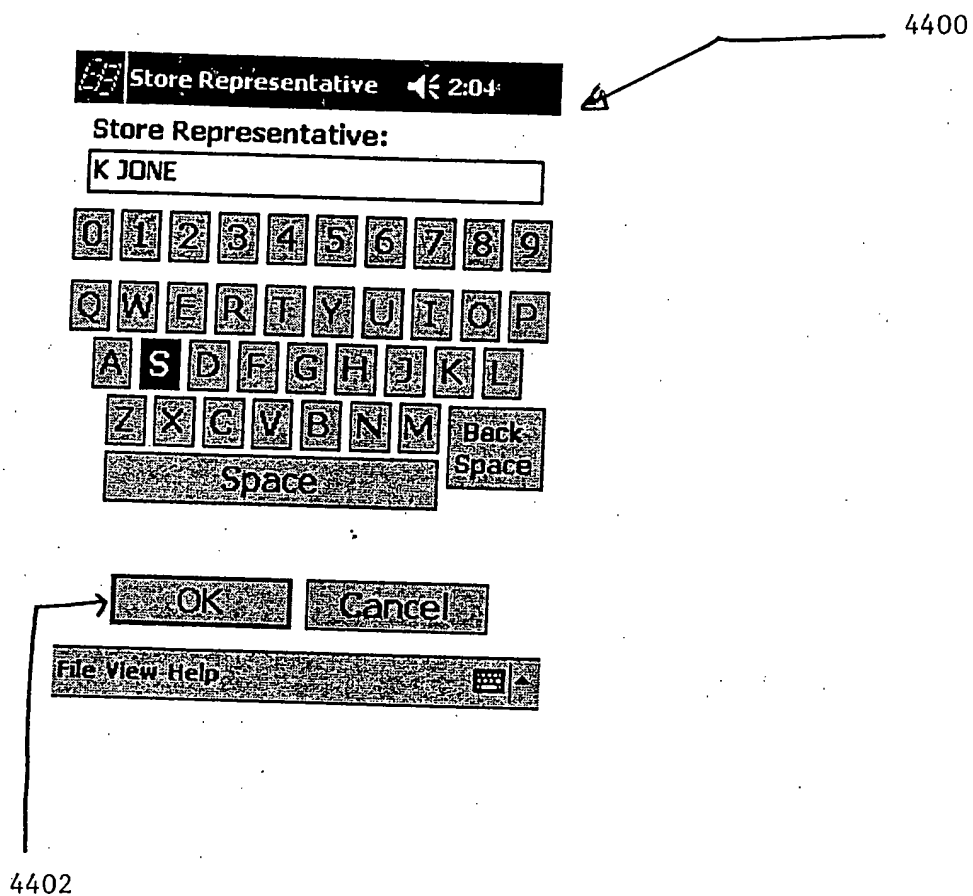 4400
Store Representative 2:04
Store Representative:
K JONE
0 1 2 3 4 5 6 7 8 9
Q W E R T Y U I O P
A S D F G H J K L
Z X C V B N M Back
Space Space
OK Cancel
File View Help
4402